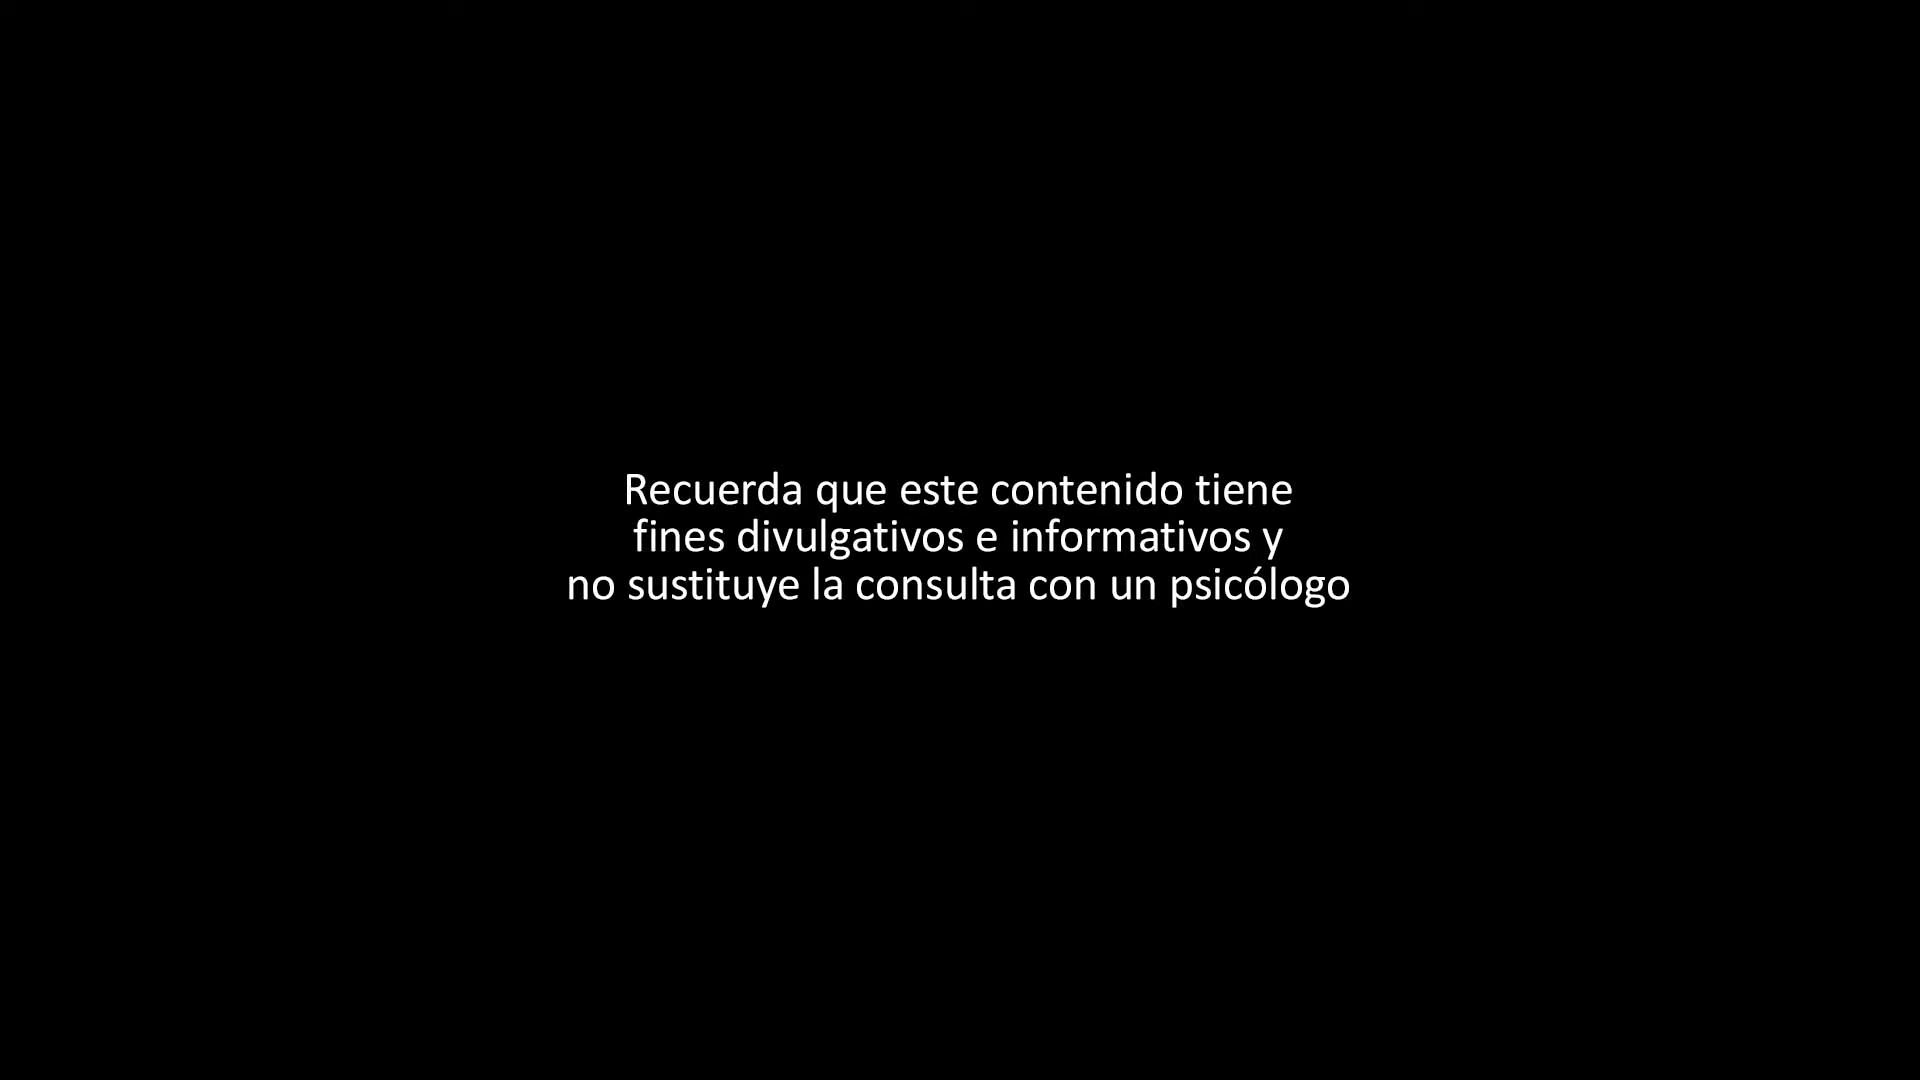 Recuerda que este contenido tiene
fines divulgativos e informativos y
no sustituye la consulta con un psicólogo